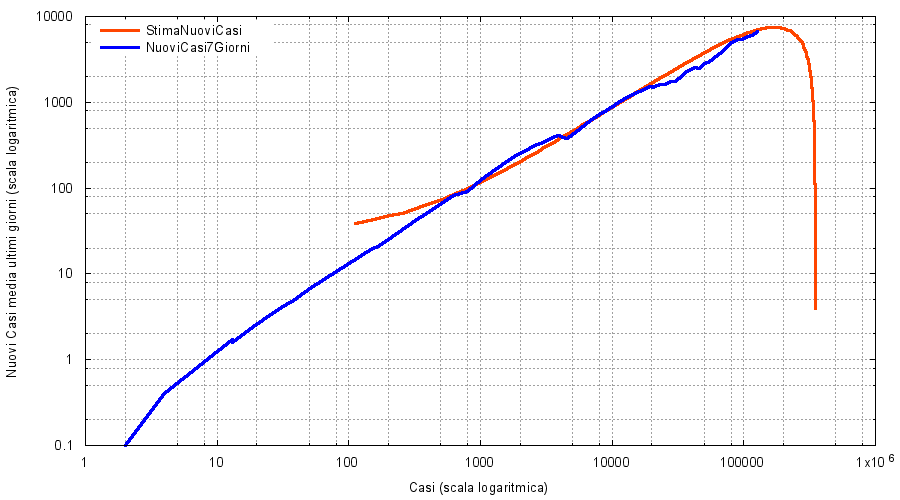 StimaNuoviCasi
NuoviCasi7Giorni
Nuovi Casi media ultimi giorni (scala logaritmica)
10000
1000
100
10
1
0.1
1 10 100 1000 10000 100000 1x10 6
Casi (scala logaritmica)